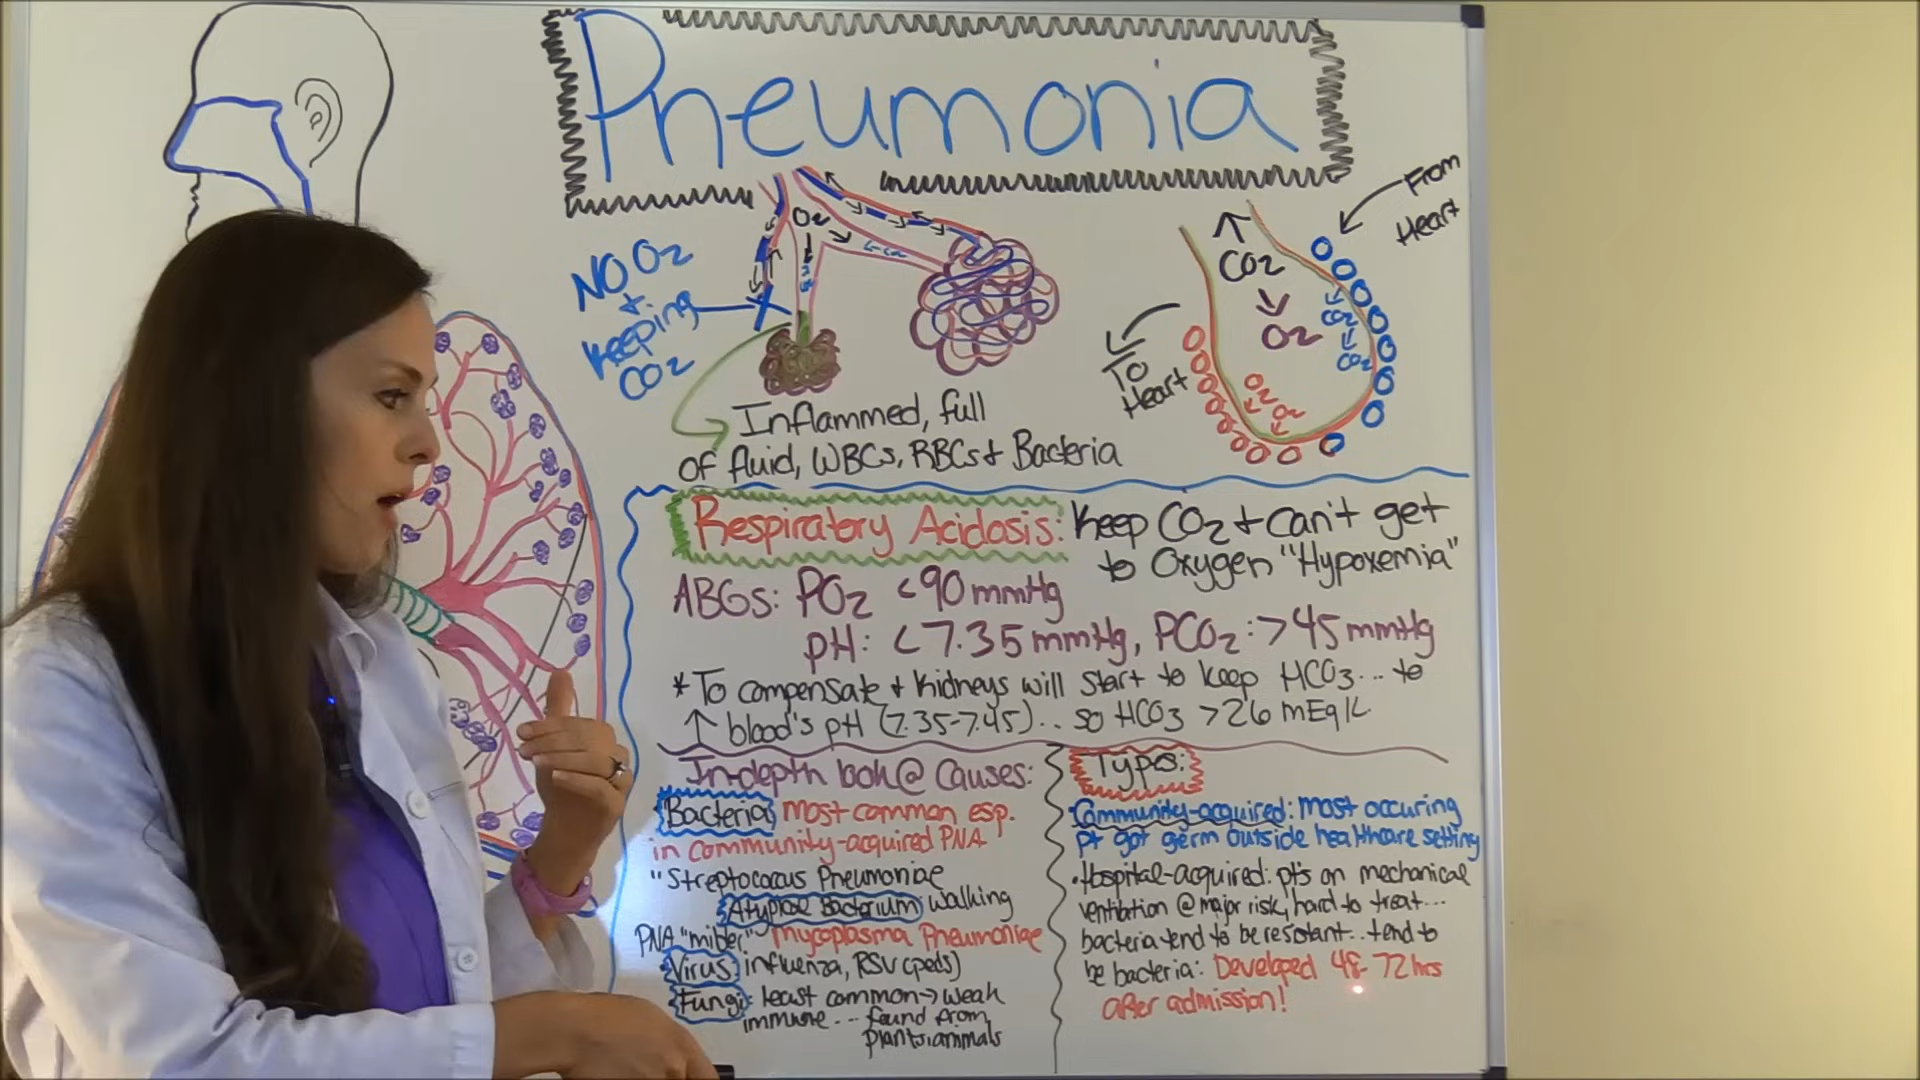 Pneumonia
From
Heart
O2
NO O2
+
keeping
CO2
CO2
O2
CO2
CO2
To
Heart
O2
O2
Inflammed, full
of fluid, WBCs, RBCs + Bacteria
Respiratory Acidosis: Keep CO2 + can't get
to Oxygen "Hypoxemia"
ABGs: PO2 <90 mmHg
pH: <7.35 mmHg, PCO2: >45 mmHg
*To compensate + kidneys will start to keep HCO3... to
↑ blood's pH (7.35-7.45)... so HCO3 >26 mEq/L
In-depth look @ Causes:
Bacteria most common esp.
in community-acquired PNA
"Streptococcus Pneumoniae
Atypical Bacterium walking
PNA "milder" mycoplasma Pneumoniae
Virus: influenza, RSV (peds)
Fungi: least common → weak
immune... found from
plants,
Types:
Community-acquired: most occuring
Pt got germ outside healthcare setting
•Hospital-acquired: pts on mechanical
ventilation @ major risk, hard to treat...
bacteria tend to be resistant.. tend to
be bacteria: Developed 48-72 hrs
after admission!